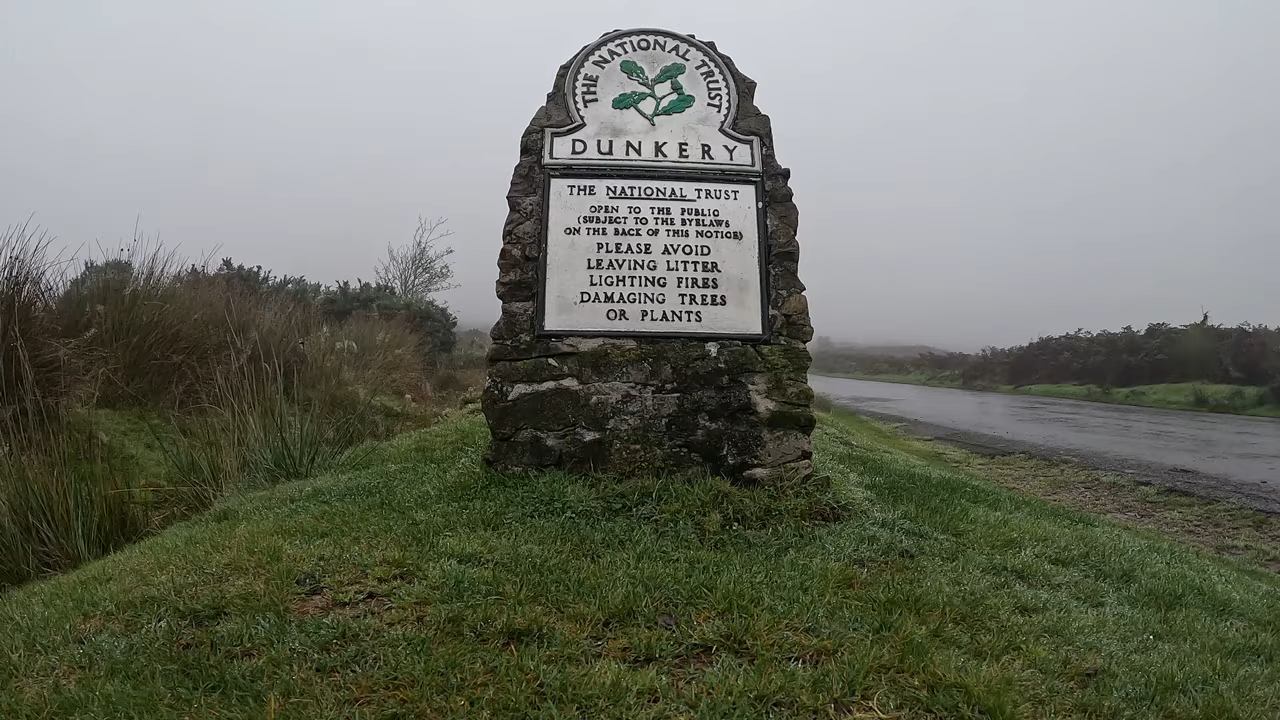 THE NATIONAL TRUST
DUNKERY
THE NATIONAL TRUST
OPEN TO THE PUBLIC
(SUBJECT TO THE BYELAWS
ON THE BACK OF THIS NOTICE)
PLEASE AVOID
LEAVING LITTER
LIGHTING FIRES
DAMAGING TREES
OR PLANTS